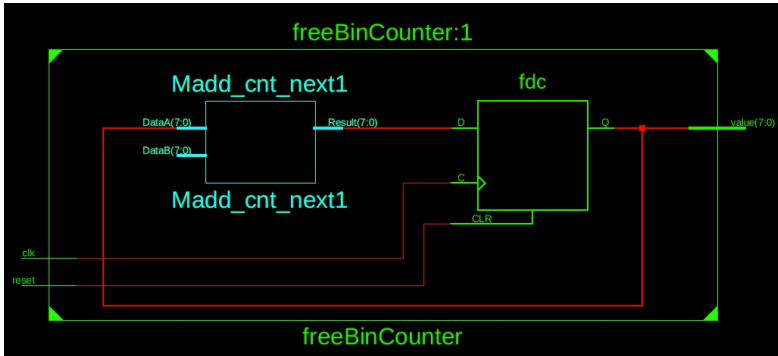 freeBinCounter:1
Madd_cnt_next1
fdc
DataA(7:0)
Result(7:0)
D
Q
value(7:0)
DataB(7:0)
C
Madd_cnt_next1
CLR
clk
reset
freeBinCounter